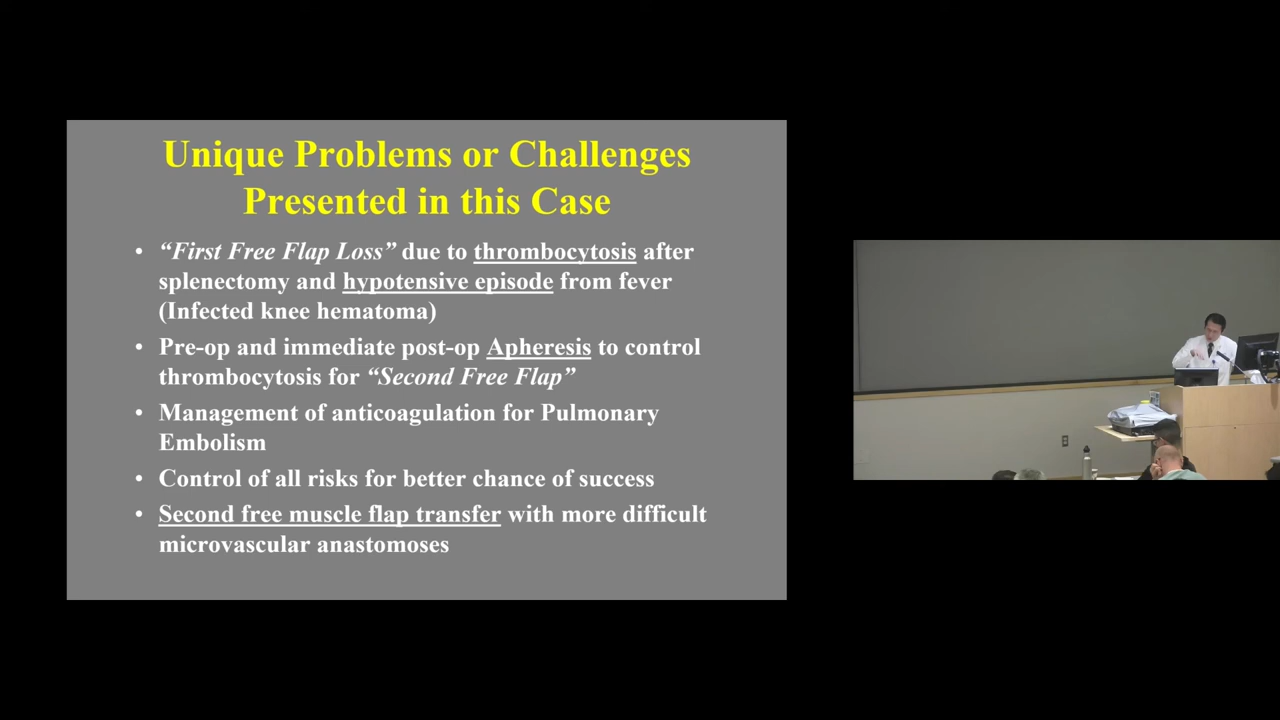 Unique Problems or Challenges
Presented in this Case
• “First Free Flap Loss” due to thrombocytosis after
splenectomy and hypotensive episode from fever
(Infected knee hematoma)
• Pre-op and immediate post-op Apheresis to control
thrombocytosis for “Second Free Flap”
• Management of anticoagulation for Pulmonary
Embolism
• Control of all risks for better chance of success
• Second free muscle flap transfer with more difficult
microvascular anastomoses